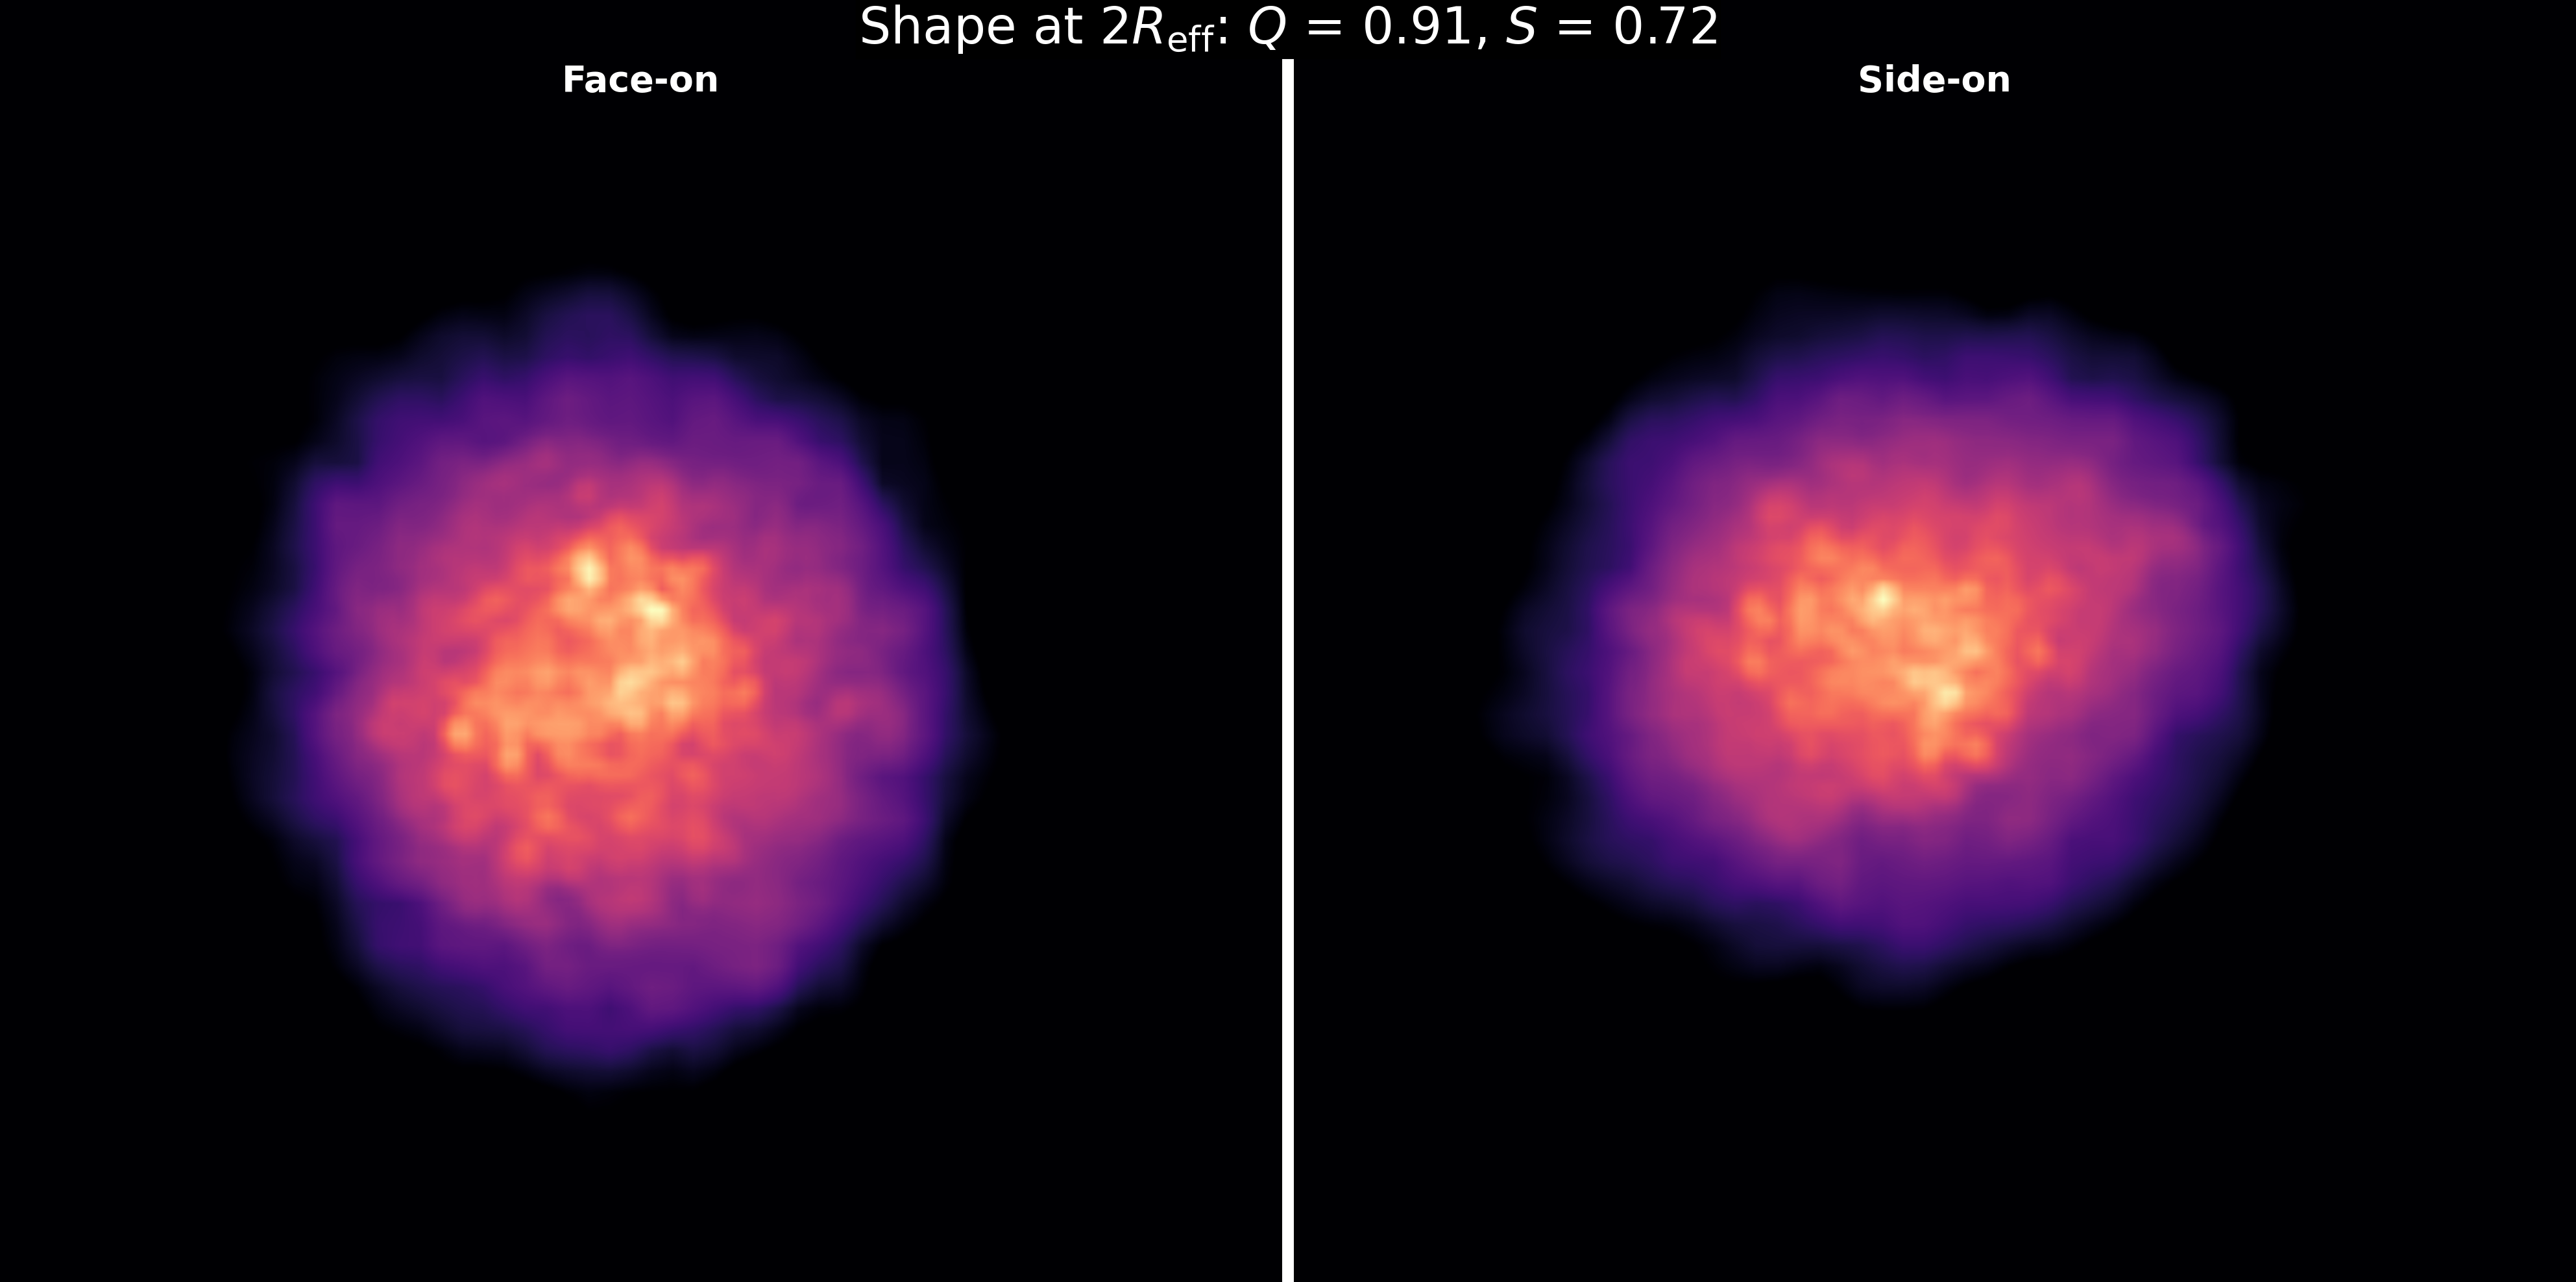 Shape at 2R_eff: Q = 0.91, S = 0.72
Face-on
Side-on